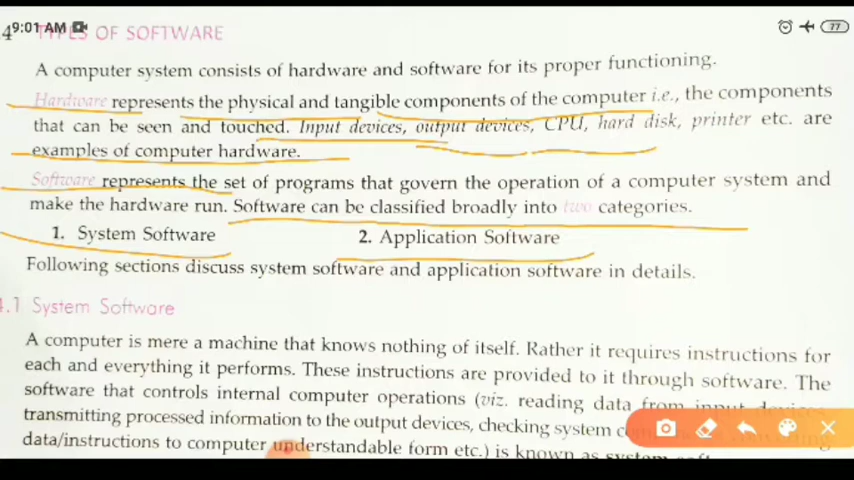 9:01 AM
77
4 TYPES OF SOFTWARE
A computer system consists of hardware and software for its proper functioning.
Hardware represents the physical and tangible components of the computer i.e., the components
that can be seen and touched. Input devices, output devices, CPU, hard disk, printer etc. are
examples of computer hardware.
Software represents the set of programs that govern the operation of a computer system and
make the hardware run. Software can be classified broadly into two categories.
1. System Software 2. Application Software
Following sections discuss system software and application software in details.
4.1 System Software
A computer is mere a machine that knows nothing of itself. Rather it requires instructions for
each and everything it performs. These instructions are provided to it through software. The
software that controls internal computer operations (viz. reading data from input devices,
transmitting processed information to the output devices, checking system
data/instructions to computer understandable form etc.) is known as system